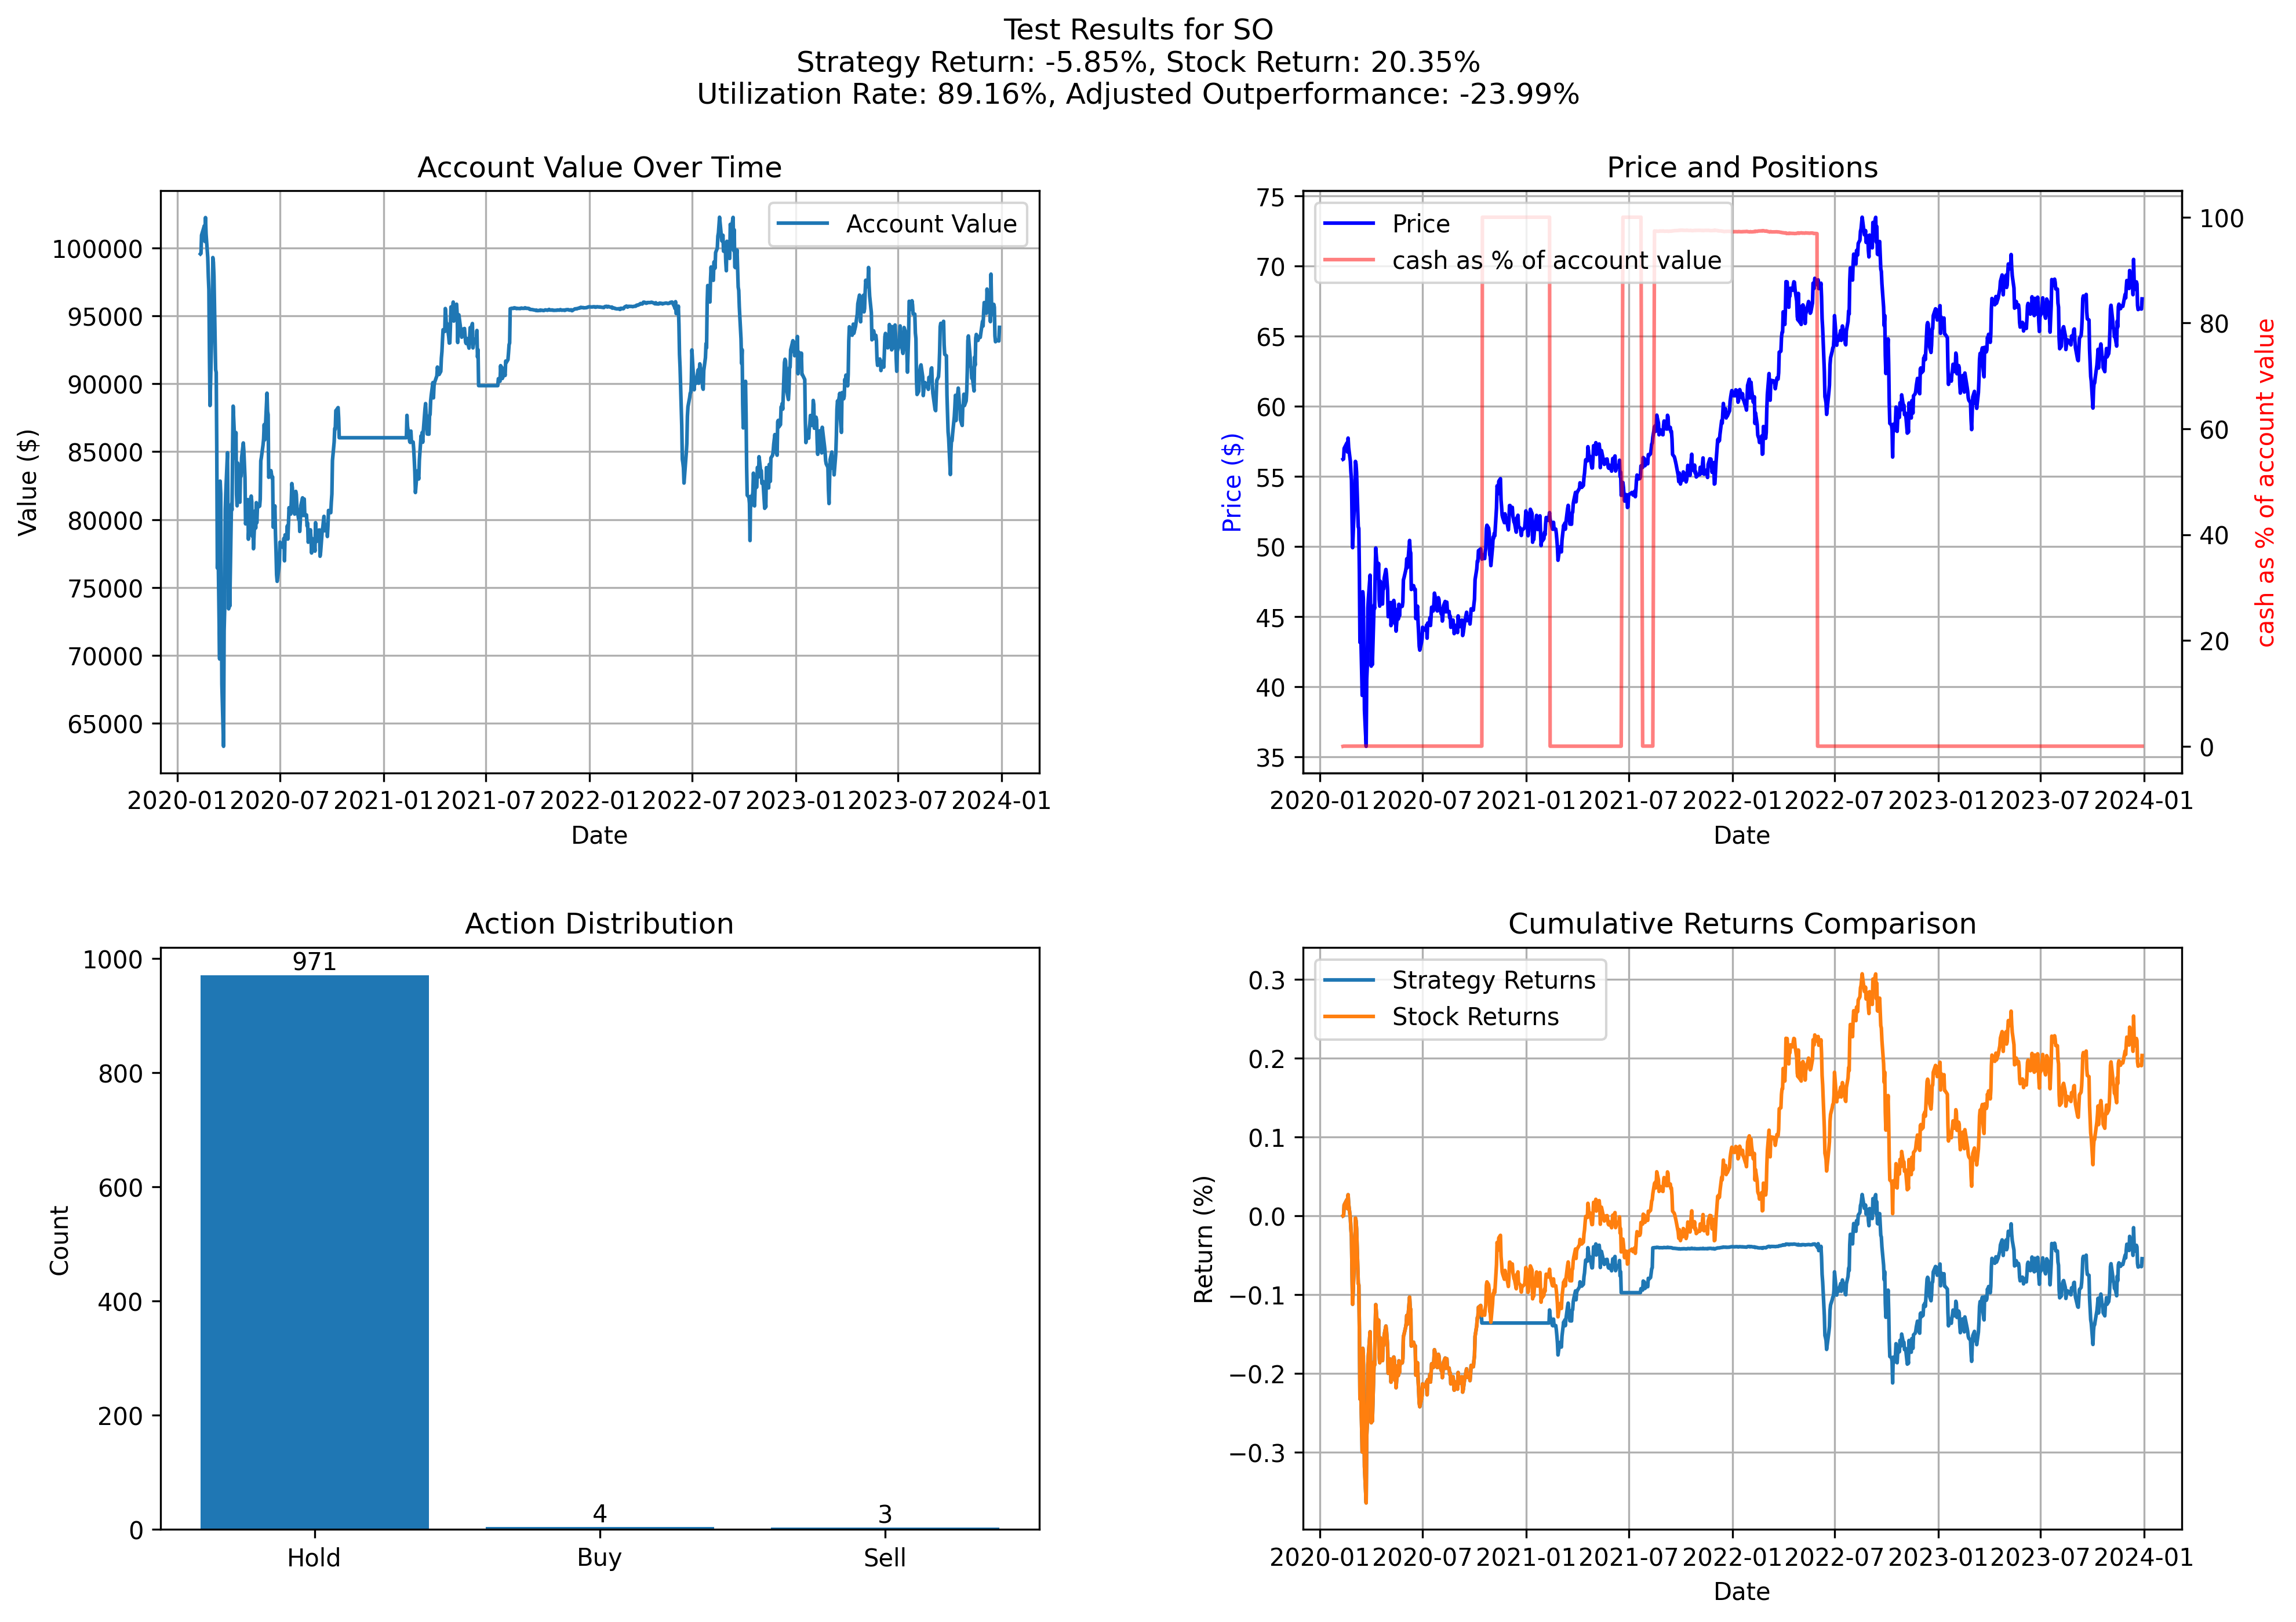 Test Results for SO
Strategy Return: -5.85%, Stock Return: 20.35%
Utilization Rate: 89.16%, Adjusted Outperformance: -23.99%
Account Value Over Time
Account Value
100000
95000
90000
85000
80000
75000
70000
65000
Value ($)
2020-01 2020-07 2021-01 2021-07 2022-01 2022-07 2023-01 2023-07 2024-01
Date
Price and Positions
Price
cash as % of account value
75
70
65
60
55
50
45
40
35
Price ($)
100
80
60
40
20
0
cash as % of account value
2020-01 2020-07 2021-01 2021-07 2022-01 2022-07 2023-01 2023-07 2024-01
Date
Action Distribution
1000
800
600
400
200
0
Count
971
4
3
Hold Buy Sell
Cumulative Returns Comparison
Strategy Returns
Stock Returns
0.3
0.2
0.1
0.0
−0.1
−0.2
−0.3
Return (%)
2020-01 2020-07 2021-01 2021-07 2022-01 2022-07 2023-01 2023-07 2024-01
Date